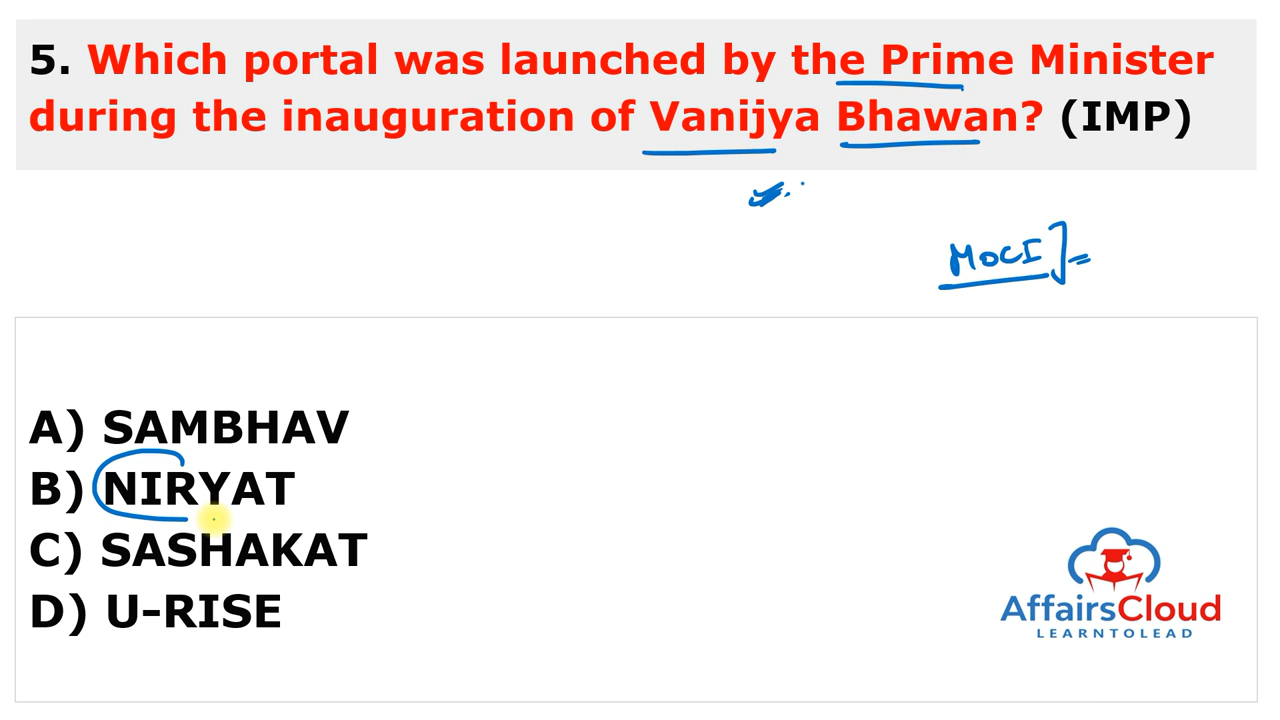 5. Which portal was launched by the Prime Minister
during the inauguration of Vanijya Bhawan? (IMP)
MOCI
A) SAMBHAV
B) NIRYAT
C) SASHAKAT
D) U-RISE
AffairsCloud
LEARNTOLEAD